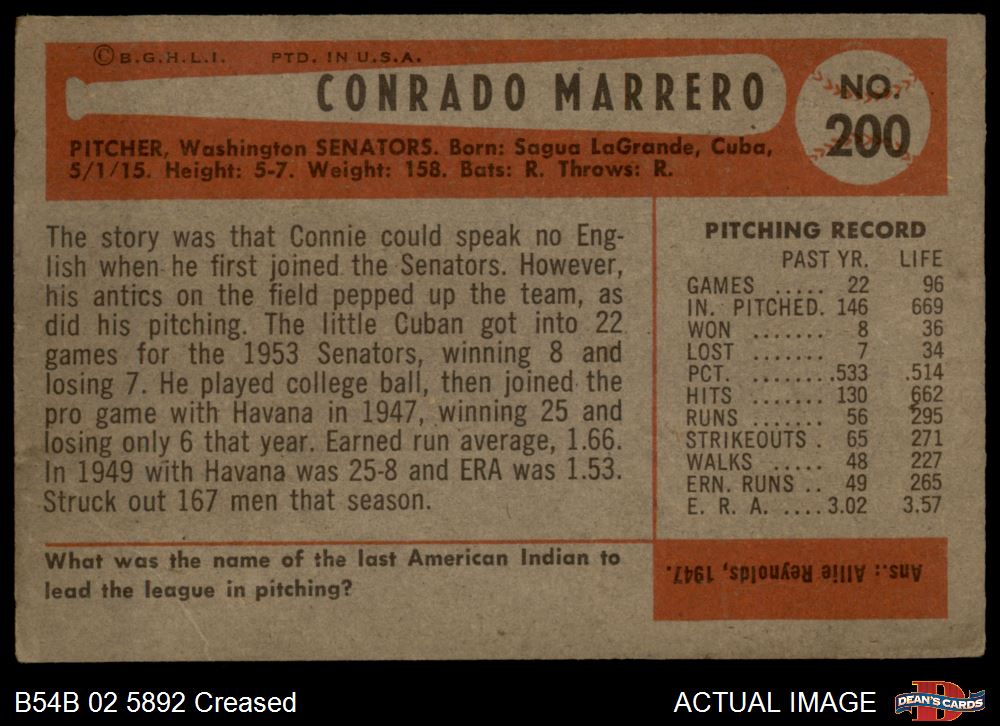 ©B.G.H.L.I. PTD. IN U.S.A.
CONRADO MARRERO
NO.
200
PITCHER, Washington SENATORS. Born: Sagua LaGrande, Cuba,
5/1/15. Height: 5-7. Weight: 158. Bats: R. Throws: R.
The story was that Connie could speak no Eng-
lish when he first joined the Senators. However,
his antics on the field pepped up the team, as
did his pitching. The little Cuban got into 22
games for the 1953 Senators, winning 8 and
losing 7. He played college ball, then joined the
pro game with Havana in 1947, winning 25 and
losing only 6 that year. Earned run average, 1.66.
In 1949 with Havana was 25-8 and ERA was 1.53.
Struck out 167 men that season.
PITCHING RECORD
PAST YR. LIFE
GAMES ..... 22 96
IN. PITCHED. 146 669
WON ....... 8 36
LOST ....... 7 34
PCT. ........ .533 .514
HITS ....... 130 662
RUNS ....... 56 295
STRIKEOUTS . 65 271
WALKS ..... 48 227
ERN. RUNS .. 49 265
E. R. A. .... 3.02 3.57
What was the name of the last American Indian to
lead the league in pitching?
Ans.: Allie Reynolds, 1947.
B54B 02 5892 Creased
ACTUAL IMAGE
D
DEAN'S CARDS